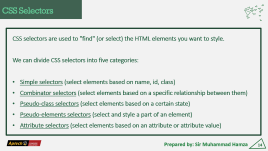 CSS Selectors
CSS selectors are used to "find" (or select) the HTML elements you want to style.
We can divide CSS selectors into five categories:
• Simple selectors (select elements based on name, id, class)
• Combinator selectors (select elements based on a specific relationship between them)
• Pseudo-class selectors (select elements based on a certain state)
• Pseudo-elements selectors (select and style a part of an element)
• Attribute selectors (select elements based on an attribute or attribute value)
Aptech
Prepared by: Sir Muhammad Hamza